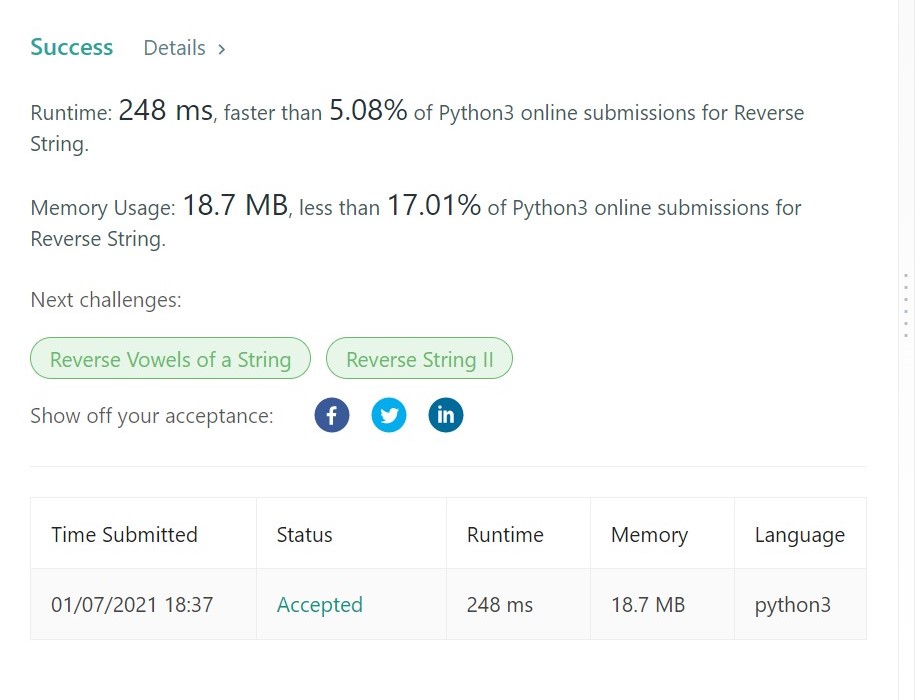 Success Details >
Runtime: 248 ms, faster than 5.08% of Python3 online submissions for Reverse
String.
Memory Usage: 18.7 MB, less than 17.01% of Python3 online submissions for
Reverse String.
Next challenges:
Reverse Vowels of a String Reverse String II
Show off your acceptance: f in
Time Submitted Status Runtime Memory Language
01/07/2021 18:37 Accepted 248 ms 18.7 MB python3